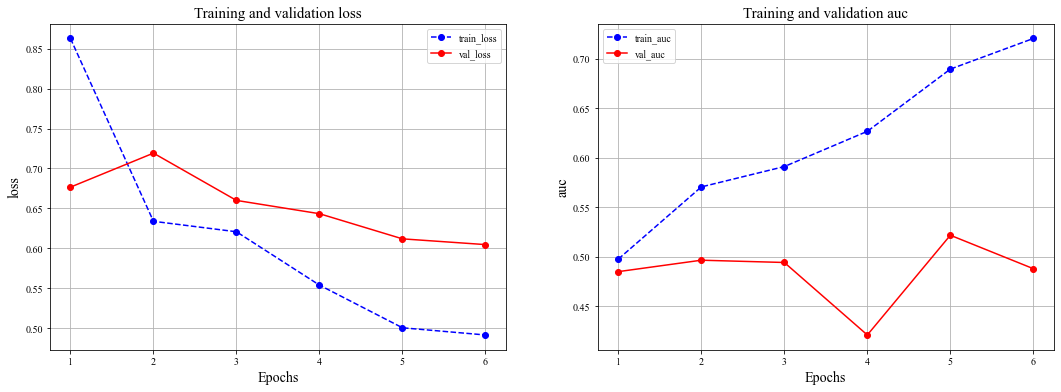 Training and validation loss
train_loss
val_loss
loss
0.85
0.80
0.75
0.70
0.65
0.60
0.55
0.50
1 2 3 4 5 6
Epochs
Training and validation auc
train_auc
val_auc
auc
0.70
0.65
0.60
0.55
0.50
0.45
1 2 3 4 5 6
Epochs